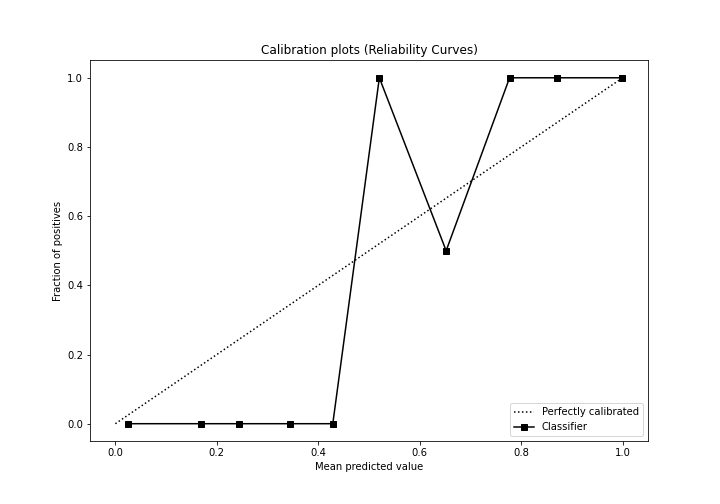 Calibration plots (Reliability Curves)
Fraction of positives
1.0
0.8
0.6
0.4
0.2
0.0
0.0 0.2 0.4 0.6 0.8 1.0
Mean predicted value
Perfectly calibrated
Classifier